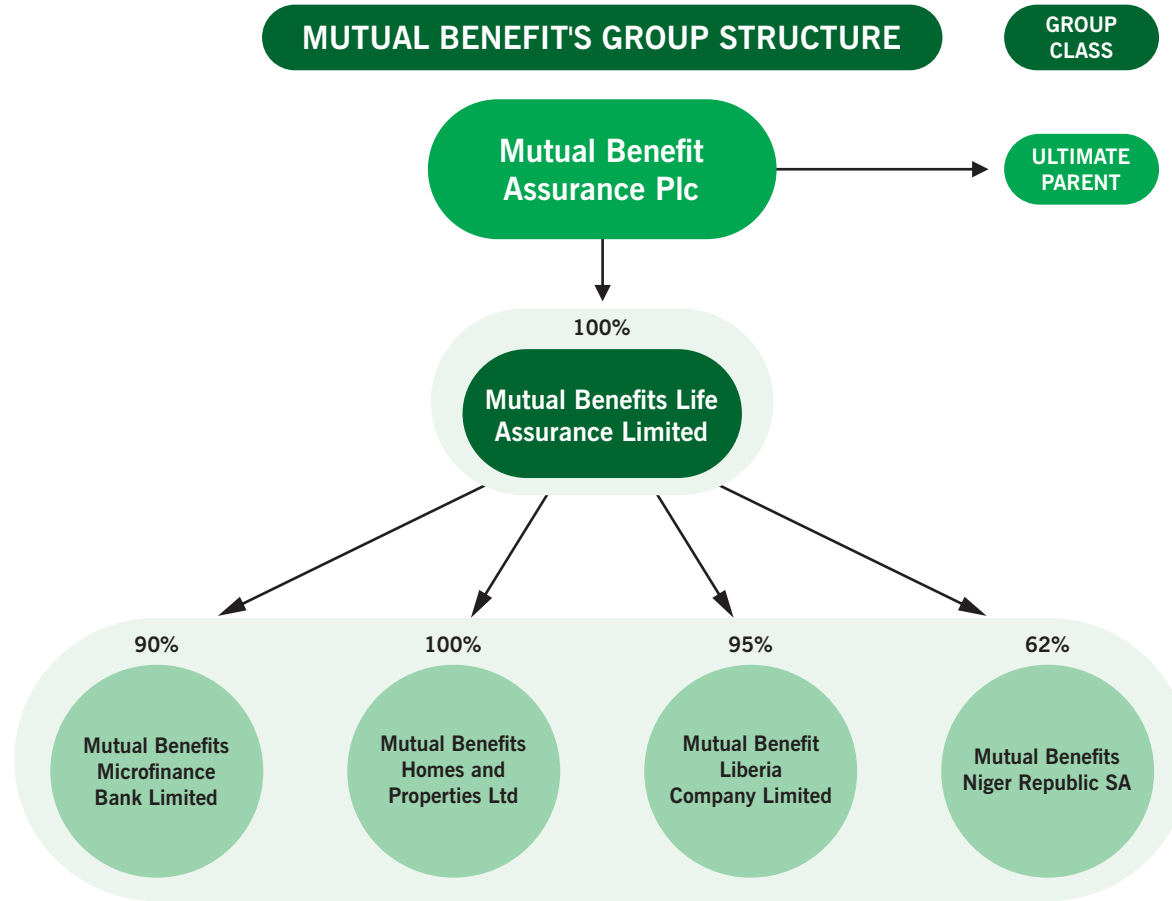 MUTUAL BENEFIT'S GROUP STRUCTURE
GROUP
CLASS
Mutual Benefit
Assurance Plc
ULTIMATE
PARENT
100%
Mutual Benefits Life
Assurance Limited
90%
100%
95%
62%
Mutual Benefits
Microfinance
Bank Limited
Mutual Benefits
Homes and
Properties Ltd
Mutual Benefit
Liberia
Company Limited
Mutual Benefits
Niger Republic SA